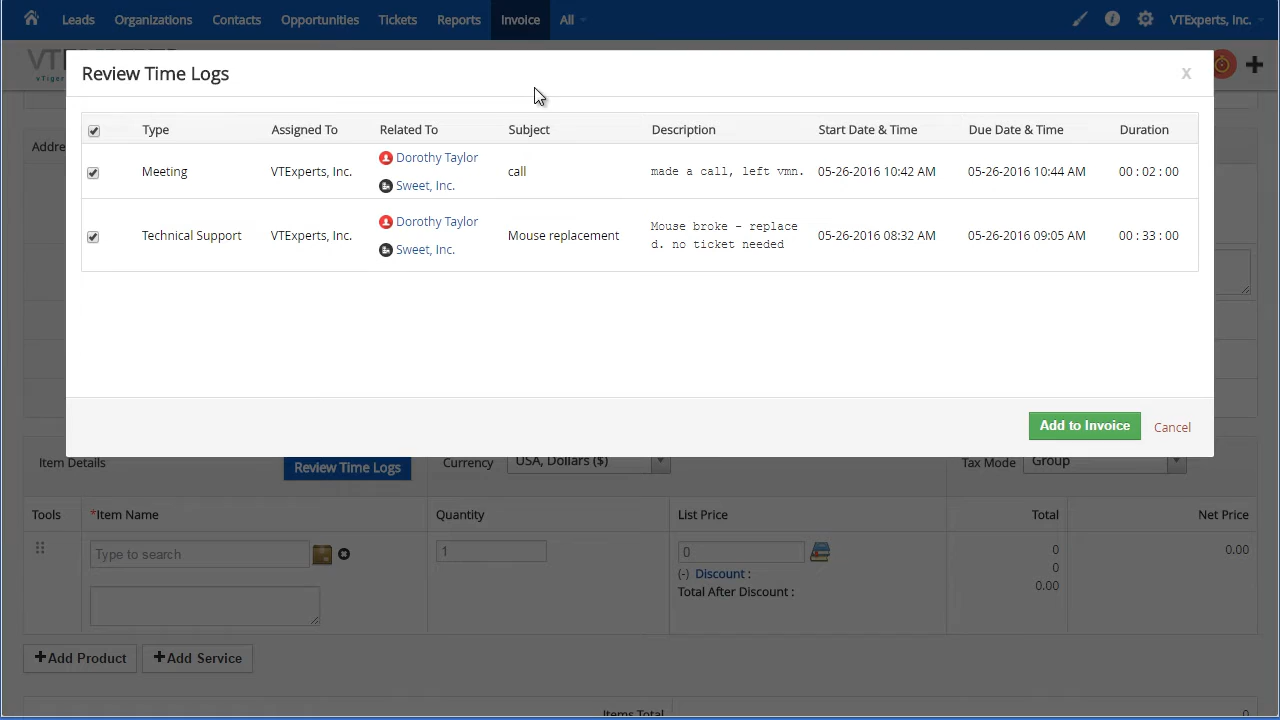 Leads Organizations Contacts Opportunities Tickets Reports Invoice All VTExperts, Inc.
Review Time Logs X
Type Assigned To Related To Subject Description Start Date & Time Due Date & Time Duration
Meeting VTExperts, Inc. Dorothy Taylor call made a call, left vmn. 05-26-2016 10:42 AM 05-26-2016 10:44 AM 00 : 02 : 00
Sweet, Inc.
Technical Support VTExperts, Inc. Dorothy Taylor Mouse replacement Mouse broke - replace 05-26-2016 08:32 AM 05-26-2016 09:05 AM 00 : 33 : 00
Sweet, Inc. d. no ticket needed
Add to Invoice Cancel
Item Details Review Time Logs Currency USA, Dollars ($) Tax Mode Group
Tools *Item Name Quantity List Price Total Net Price
Type to search 1 0 0 0.00
(-) Discount : 0
Total After Discount : 0.00
+Add Product +Add Service
Items Total 0